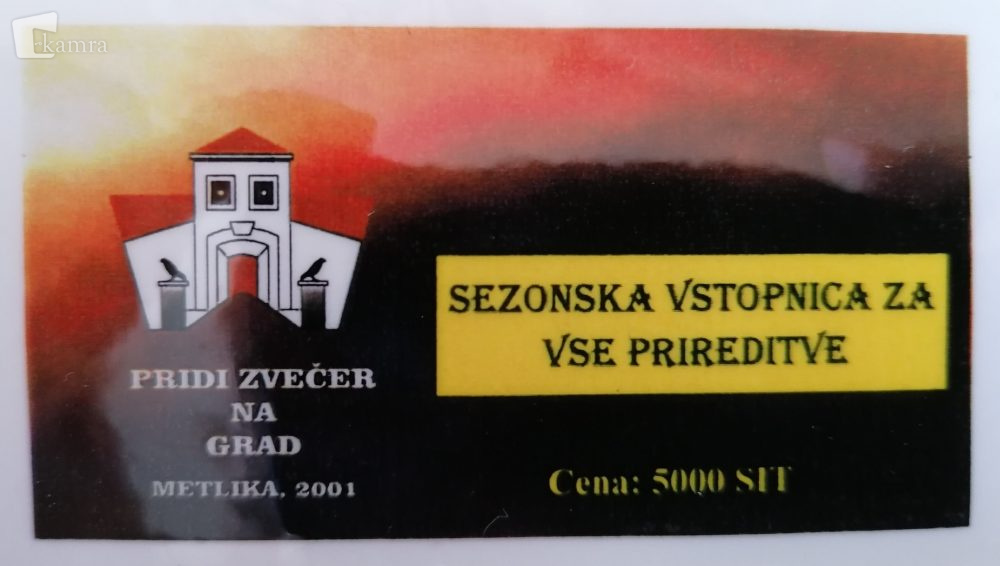 kamra
SEZONSKA VSTOPNICA ZA
VSE PRIREDITVE
PRIDI ZVEČER
NA
GRAD
METLIKA, 2001
Cena: 5000 SIT